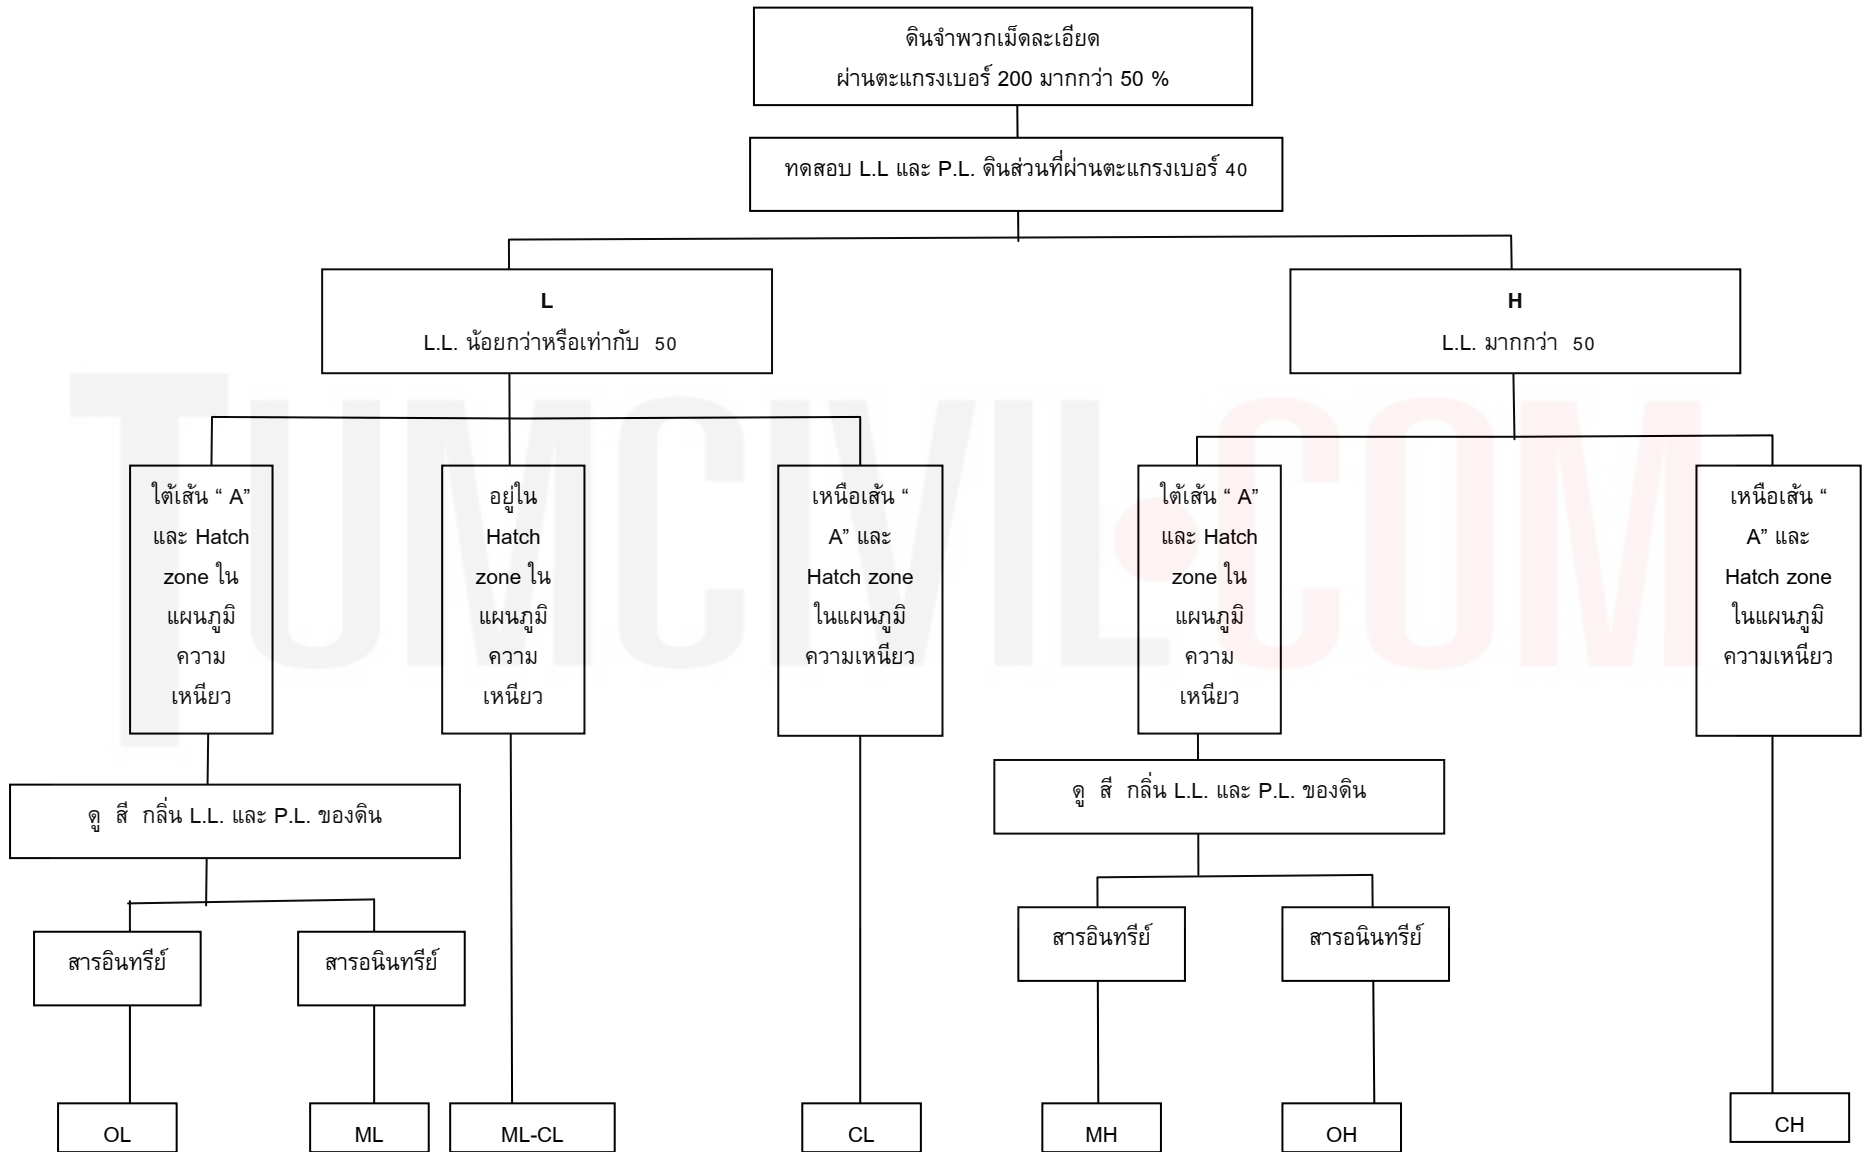 ดินจำพวกเม็ดละเอียด
ผ่านตะแกรงเบอร์ 200 มากกว่า 50 %
ทดสอบ L.L และ P.L. ดินส่วนที่ผ่านตะแกรงเบอร์ 40
L
L.L. น้อยกว่าหรือเท่ากับ 50
H
L.L. มากกว่า 50
TUMCIVIL.COM
ใต้เส้น “ A”
และ Hatch
zone ใน
แผนภูมิ
ความ
เหนียว
อยู่ใน
Hatch
zone ใน
แผนภูมิ
ความ
เหนียว
เหนือเส้น “
A” และ
Hatch zone
ในแผนภูมิ
ความเหนียว
ใต้เส้น “ A”
และ Hatch
zone ใน
แผนภูมิ
ความ
เหนียว
เหนือเส้น “
A” และ
Hatch zone
ในแผนภูมิ
ความเหนียว
ดู สี กลิ่น L.L. และ P.L. ของดิน
ดู สี กลิ่น L.L. และ P.L. ของดิน
สารอินทรีย์
สารอนินทรีย์
สารอินทรีย์
สารอนินทรีย์
OL
ML
ML-CL
CL
MH
OH
CH